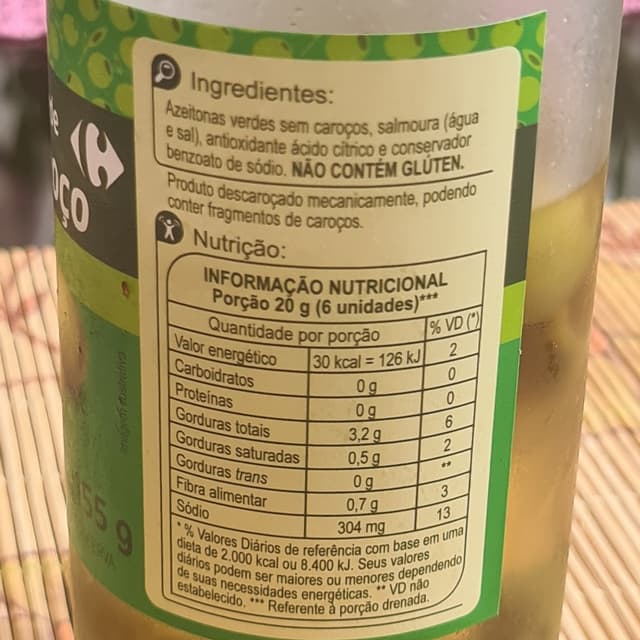 Ingredientes:
Azeitonas verdes sem caroços, salmoura (água
e sal), antioxidante ácido cítrico e conservador
benzoato de sódio. NÃO CONTÉM GLÚTEN.
Produto descaroçado mecanicamente, podendo
conter fragmentos de caroços.
Nutrição:
INFORMAÇÃO NUTRICIONAL
Porção 20 g (6 unidades)***
Quantidade por porção % VD (*)
Valor energético 30 kcal = 126 kJ 2
Carboidratos 0 g 0
Proteínas 0 g 0
Gorduras totais 3,2 g 6
Gorduras saturadas 0,5 g 2
Gorduras trans 0 g **
Fibra alimentar 0,7 g 3
Sódio 304 mg 13
* % Valores Diários de referência com base em uma
dieta de 2.000 kcal ou 8.400 kJ. Seus valores
diários podem ser maiores ou menores dependendo
de suas necessidades energéticas. ** VD não
estabelecido. *** Referente à porção drenada.
oço
155 g